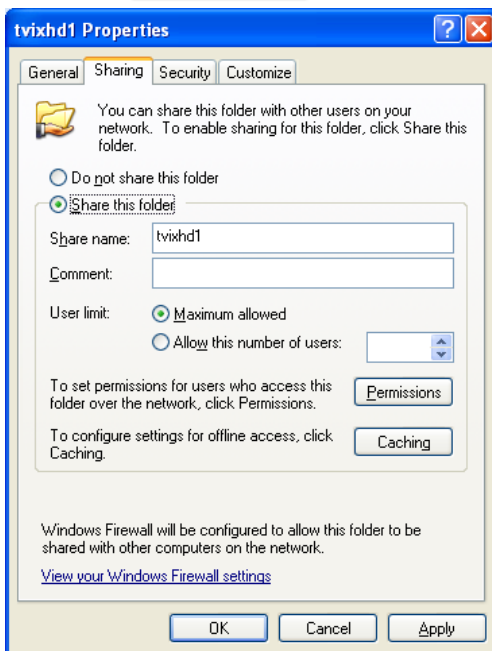 tvixhd1 Properties
General Sharing Security Customize
You can share this folder with other users on your
network. To enable sharing for this folder, click Share this
folder.
Do not share this folder
Share this folder
Share name: tvixhd1
Comment:
User limit: Maximum allowed
Allow this number of users:
To set permissions for users who access this
folder over the network, click Permissions.
Permissions
To configure settings for offline access, click
Caching.
Caching
Windows Firewall will be configured to allow this folder to be
shared with other computers on the network.
View your Windows Firewall settings
OK Cancel Apply